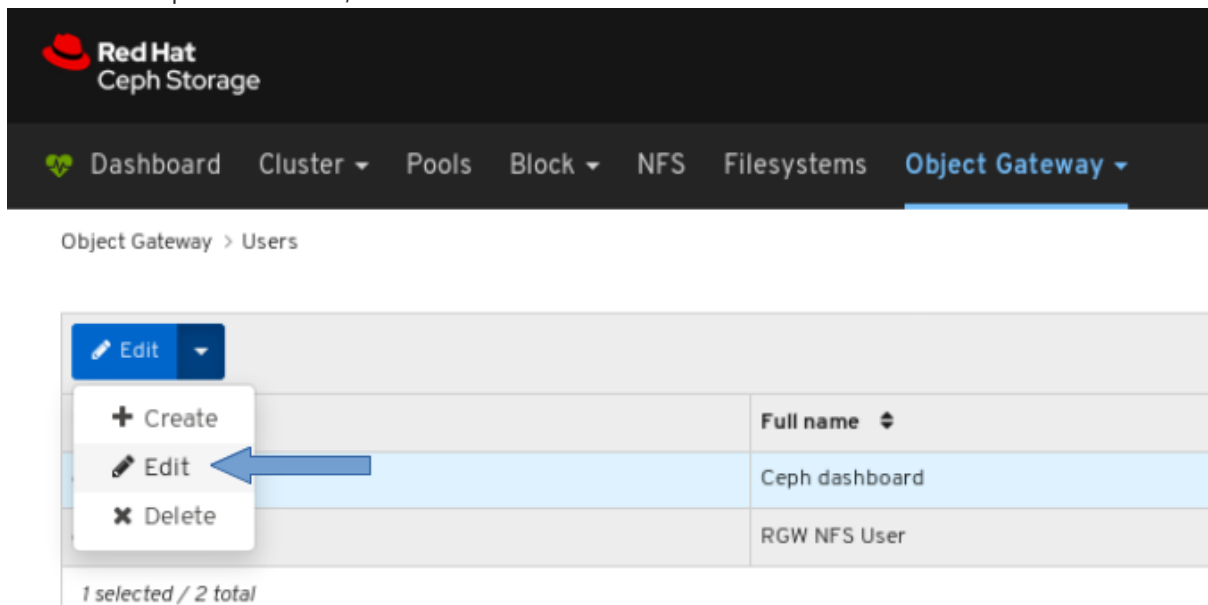 Red Hat
Ceph Storage
Dashboard Cluster Pools Block NFS Filesystems Object Gateway
Object Gateway > Users
Edit
Create
Full name
Edit
Ceph dashboard
Delete
RGW NFS User
1 selected / 2 total